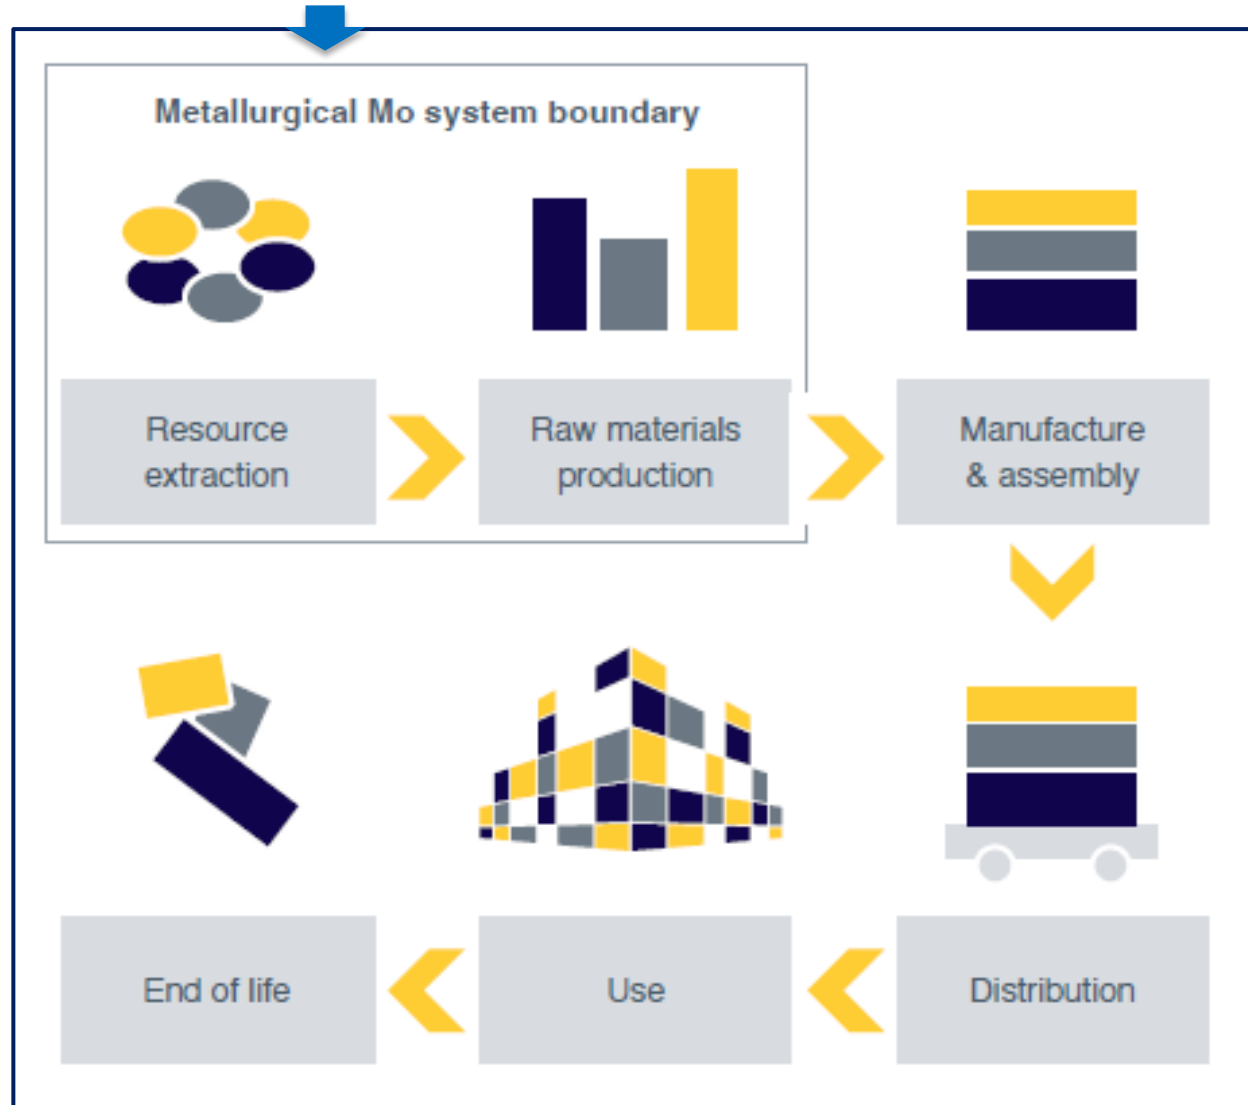 Metallurgical Mo system boundary
Resource
extraction
Raw materials
production
Manufacture
& assembly
End of life
Use
Distribution